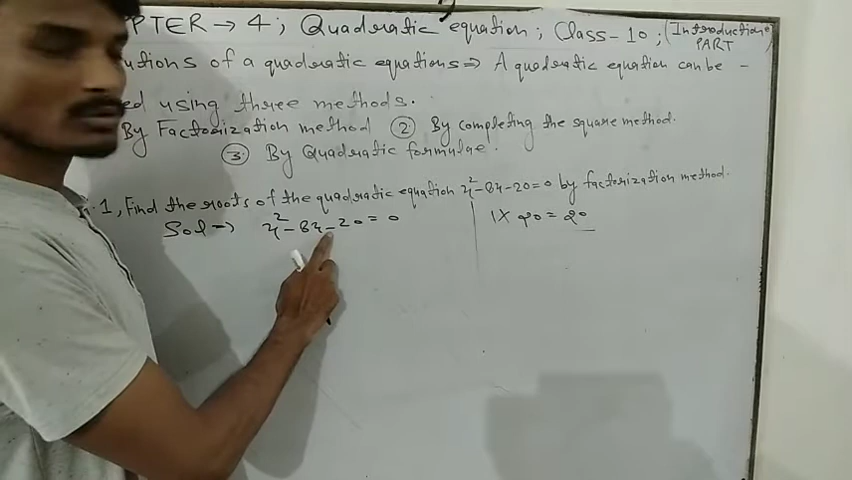 PTER → 4 ; Quadratic equation ; Class-10 ; (Introduction PART)
utions of a quadratic equations ⇒ A quadratic equation can be -
ed using three methods.
By Factorization method ② By completing the square method.
③ By Quadratic formulae.
1, Find the roots of the quadratic equation x²-8x-20=0 by factorization method.
Sol → x²-8x-20=0
1×20=20